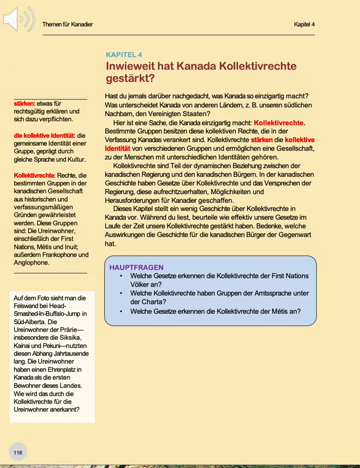 Themen für Kanadier
Kapitel 4
KAPITEL 4
Inwieweit hat Kanada Kollektivrechte
gestärkt?
Hast du jemals darüber nachgedacht, was Kanada so einzigartig macht?
Was unterscheidet Kanada von anderen Ländern, z. B. unseren südlichen
Nachbarn, den Vereinigten Staaten?
Hier ist eine Sache, die Kanada einzigartig macht: Kollektivrechte.
Bestimmte Gruppen besitzen diese kollektiven Rechte, die in der
Verfassung Kanadas verankert sind. Kollektivrechte stärken die kollektive
Identität von verschiedenen Gruppen und ermöglichen eine Gesellschaft,
zu der Menschen mit unterschiedlichen Identitäten gehören.
Kollektivrechte sind Teil der dynamischen Beziehung zwischen der
kanadischen Regierung und den kanadischen Bürgern. In der kanadischen
Geschichte haben Gesetze über Kollektivrechte und das Versprechen der
Regierung, diese aufrechtzuerhalten, Möglichkeiten und
Herausforderungen für Kanadier geschaffen.
Dieses Kapitel stellt ein wenig Geschichte über Kollektivrechte in
Kanada vor. Während du liest, beurteile wie effektiv unsere Gesetze im
Laufe der Zeit unsere Kollektivrechte gestärkt haben. Bedenke, welche
Auswirkungen die Geschichte für die kanadischen Bürger der Gegenwart
hat.
HAUPTFRAGEN
• Welche Gesetze erkennen die Kollektivrechte der First Nations
Völker an?
• Welche Kollektivrechte haben Gruppen der Amtssprache unter
der Charta?
• Welche Gesetze erkennen die Kollektivrechte der Métis an?
stärken: etwas für
rechtsgültig erklären und
sich dazu verpflichten.
die kollektive Identität: die
gemeinsame Identität einer
Gruppe, geprägt durch
gleiche Sprache und Kultur.
Kollektivrechte: Rechte, die
bestimmten Gruppen in der
kanadischen Gesellschaft
aus historischen und
verfassungsmäßigen
Gründen gewährleistet
werden. Diese Gruppen
sind: Die Ureinwohner,
einschließlich der First
Nations, Métis und Inuit;
außerdem Frankophone und
Anglophone.
Auf dem Foto sieht man die
Felswand bei Head-
Smashed-In-Buffalo-Jump in
Süd-Alberta. Die
Ureinwohner der Prärie—
insbesondere die Siksika,
Kainai und Pekuni—nutzten
diesen Abhang Jahrtausende
lang. Die Ureinwohner
haben einen Ehrenplatz in
Kanada als die ersten
Bewohner dieses Landes.
Wie wird das durch die
Kollektivrechte für die
Ureinwohner anerkannt?
118